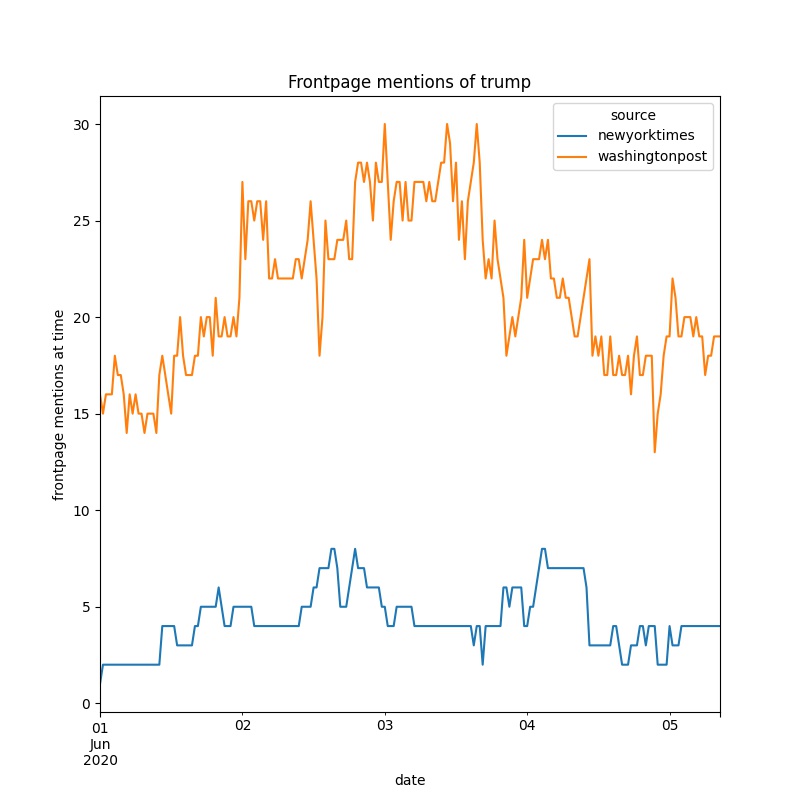 Frontpage mentions of trump
source
newyorktimes
washingtonpost
frontpage mentions at time
30
25
20
15
10
5
0
01
Jun
2020
02
03
04
05
date